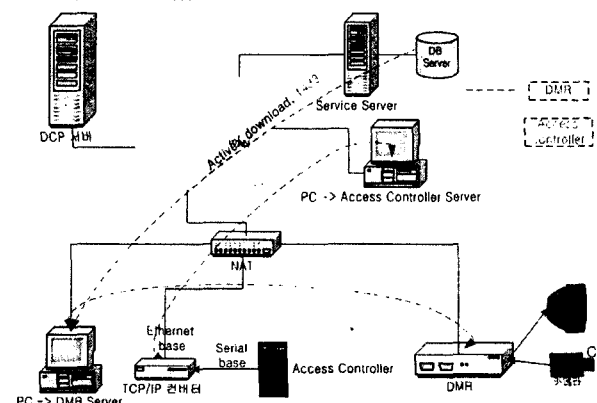 DCP 서버
DB
Server
Service Server
DMR
Access
Controller
ActiveX download, 1433
PC -> Access Controller Server
NAT
Ethernet
base
Serial
base
Access Controller
TCP/IP 컨버터
PC -> DMR Server
DMR
C